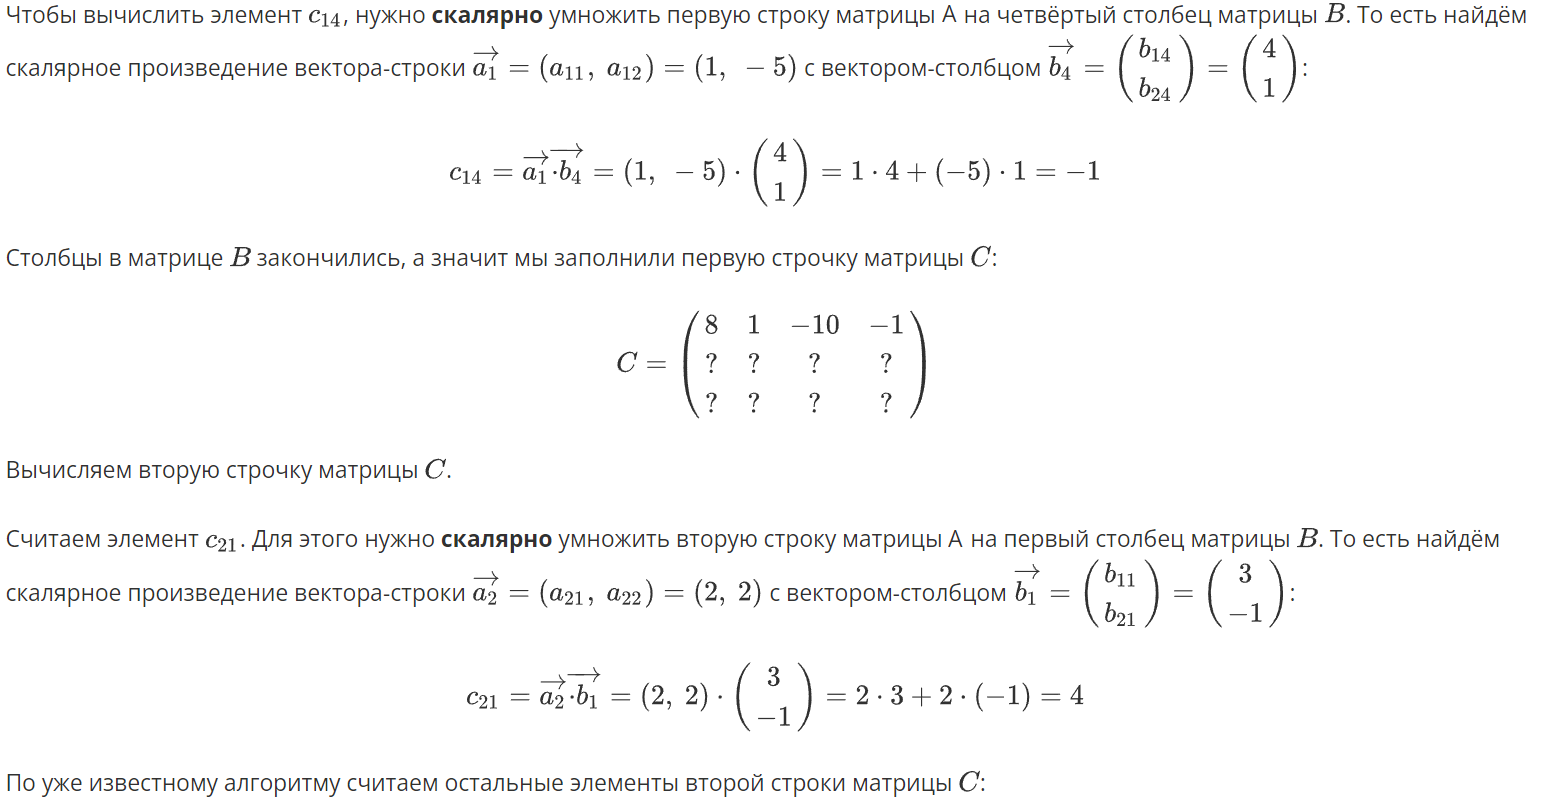 Чтобы вычислить элемент $c_{14}$, нужно скалярно умножить первую строку матрицы A на четвёртый столбец матрицы $B$. То есть найдём
скалярное произведение вектора-строки $\overrightarrow{a_1} = (a_{11},\ a_{12}) = (1,\ -5)$ с вектором-столбцом $\overrightarrow{b_4} = \begin{pmatrix} b_{14} \\ b_{24} \end{pmatrix} = \begin{pmatrix} 4 \\ 1 \end{pmatrix}$:
$c_{14} = \overrightarrow{a_1} \cdot \overrightarrow{b_4} = (1,\ -5) \cdot \begin{pmatrix} 4 \\ 1 \end{pmatrix} = 1 \cdot 4 + (-5) \cdot 1 = -1$
Столбцы в матрице $B$ закончились, а значит мы заполнили первую строчку матрицы $C$:
$C = \begin{pmatrix} 8 & 1 & -10 & -1 \\ ? & ? & ? & ? \\ ? & ? & ? & ? \end{pmatrix}$
Вычисляем вторую строчку матрицы $C$.
Считаем элемент $c_{21}$. Для этого нужно скалярно умножить вторую строку матрицы A на первый столбец матрицы $B$. То есть найдём
скалярное произведение вектора-строки $\overrightarrow{a_2} = (a_{21},\ a_{22}) = (2,\ 2)$ с вектором-столбцом $\overrightarrow{b_1} = \begin{pmatrix} b_{11} \\ b_{21} \end{pmatrix} = \begin{pmatrix} 3 \\ -1 \end{pmatrix}$:
$c_{21} = \overrightarrow{a_2} \cdot \overrightarrow{b_1} = (2,\ 2) \cdot \begin{pmatrix} 3 \\ -1 \end{pmatrix} = 2 \cdot 3 + 2 \cdot (-1) = 4$
По уже известному алгоритму считаем остальные элементы второй строки матрицы $C$: